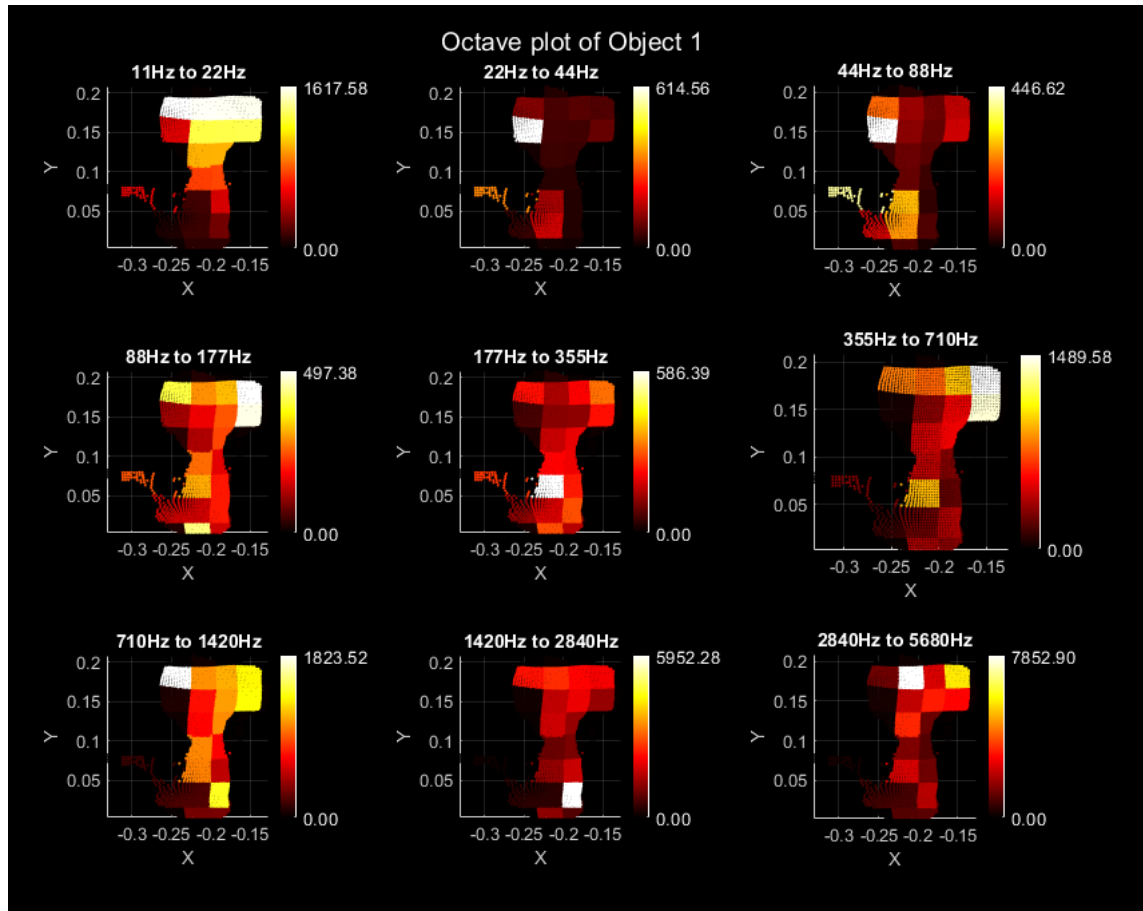 Octave plot of Object 1
11Hz to 22Hz
1617.58
0.00
0.2
0.15
0.1
0.05
Y
-0.3 -0.25 -0.2 -0.15
X
22Hz to 44Hz
614.56
0.00
0.2
0.15
0.1
0.05
Y
-0.3 -0.25 -0.2 -0.15
X
44Hz to 88Hz
446.62
0.00
0.2
0.15
0.1
0.05
Y
-0.3 -0.25 -0.2 -0.15
X
88Hz to 177Hz
497.38
0.00
0.2
0.15
0.1
0.05
Y
-0.3 -0.25 -0.2 -0.15
X
177Hz to 355Hz
586.39
0.00
0.2
0.15
0.1
0.05
Y
-0.3 -0.25 -0.2 -0.15
X
355Hz to 710Hz
1489.58
0.00
0.2
0.15
0.1
0.05
Y
-0.3 -0.25 -0.2 -0.15
X
710Hz to 1420Hz
1823.52
0.00
0.2
0.15
0.1
0.05
Y
-0.3 -0.25 -0.2 -0.15
X
1420Hz to 2840Hz
5952.28
0.00
0.2
0.15
0.1
0.05
Y
-0.3 -0.25 -0.2 -0.15
X
2840Hz to 5680Hz
7852.90
0.00
0.2
0.15
0.1
0.05
Y
-0.3 -0.25 -0.2 -0.15
X